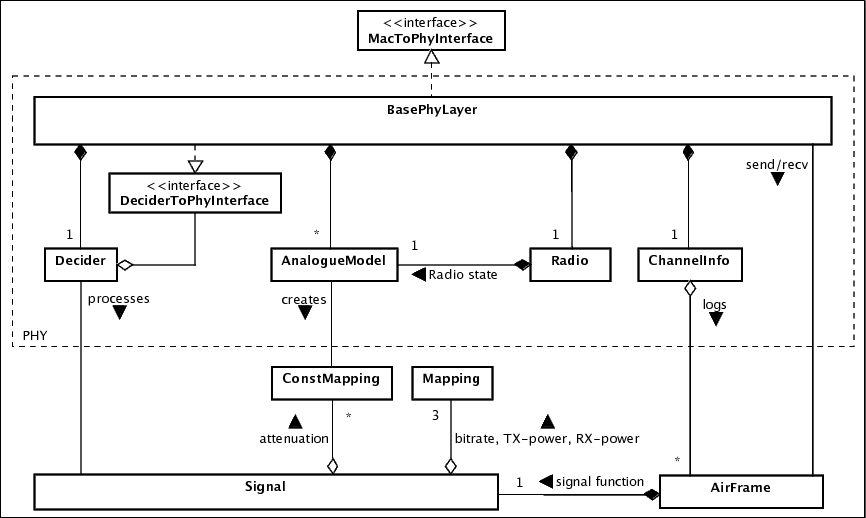 <<interface>>
MacToPhyInterface
BasePhyLayer
send/recv
<<interface>>
DeciderToPhyInterface
1
*
1
1
1
Decider
AnalogueModel
Radio
ChannelInfo
Radio state
processes
creates
logs
PHY
ConstMapping
Mapping
*
3
attenuation
bitrate, TX-power, RX-power
*
Signal
1
signal function
AirFrame